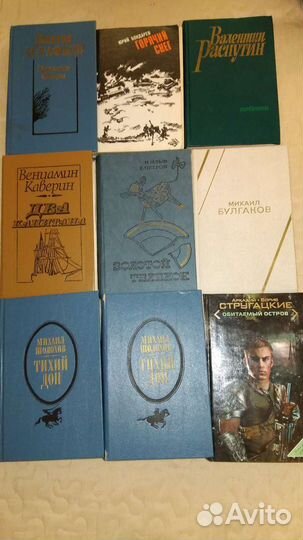 ЮРИЙ БОНДАРЕВ
ГОРЯЧИЙ
СНЕГ
Валентин
Распутин
повести
Вениамин
Каверин
ДВА
КАПИТАНА
И. ИЛЬФ
Е. ПЕТРОВ
ЗОЛОТОЙ
ТЕЛЕНОК
МИХАИЛ
БУЛГАКОВ
МИХАИЛ
ШОЛОХОВ
ТИХИЙ
ДОН
МИХАИЛ
ШОЛОХОВ
ТИХИЙ
ДОН
АРКАДИЙ БОРИС
СТРУГАЦКИЕ
ОБИТАЕМЫЙ ОСТРОВ
Avito